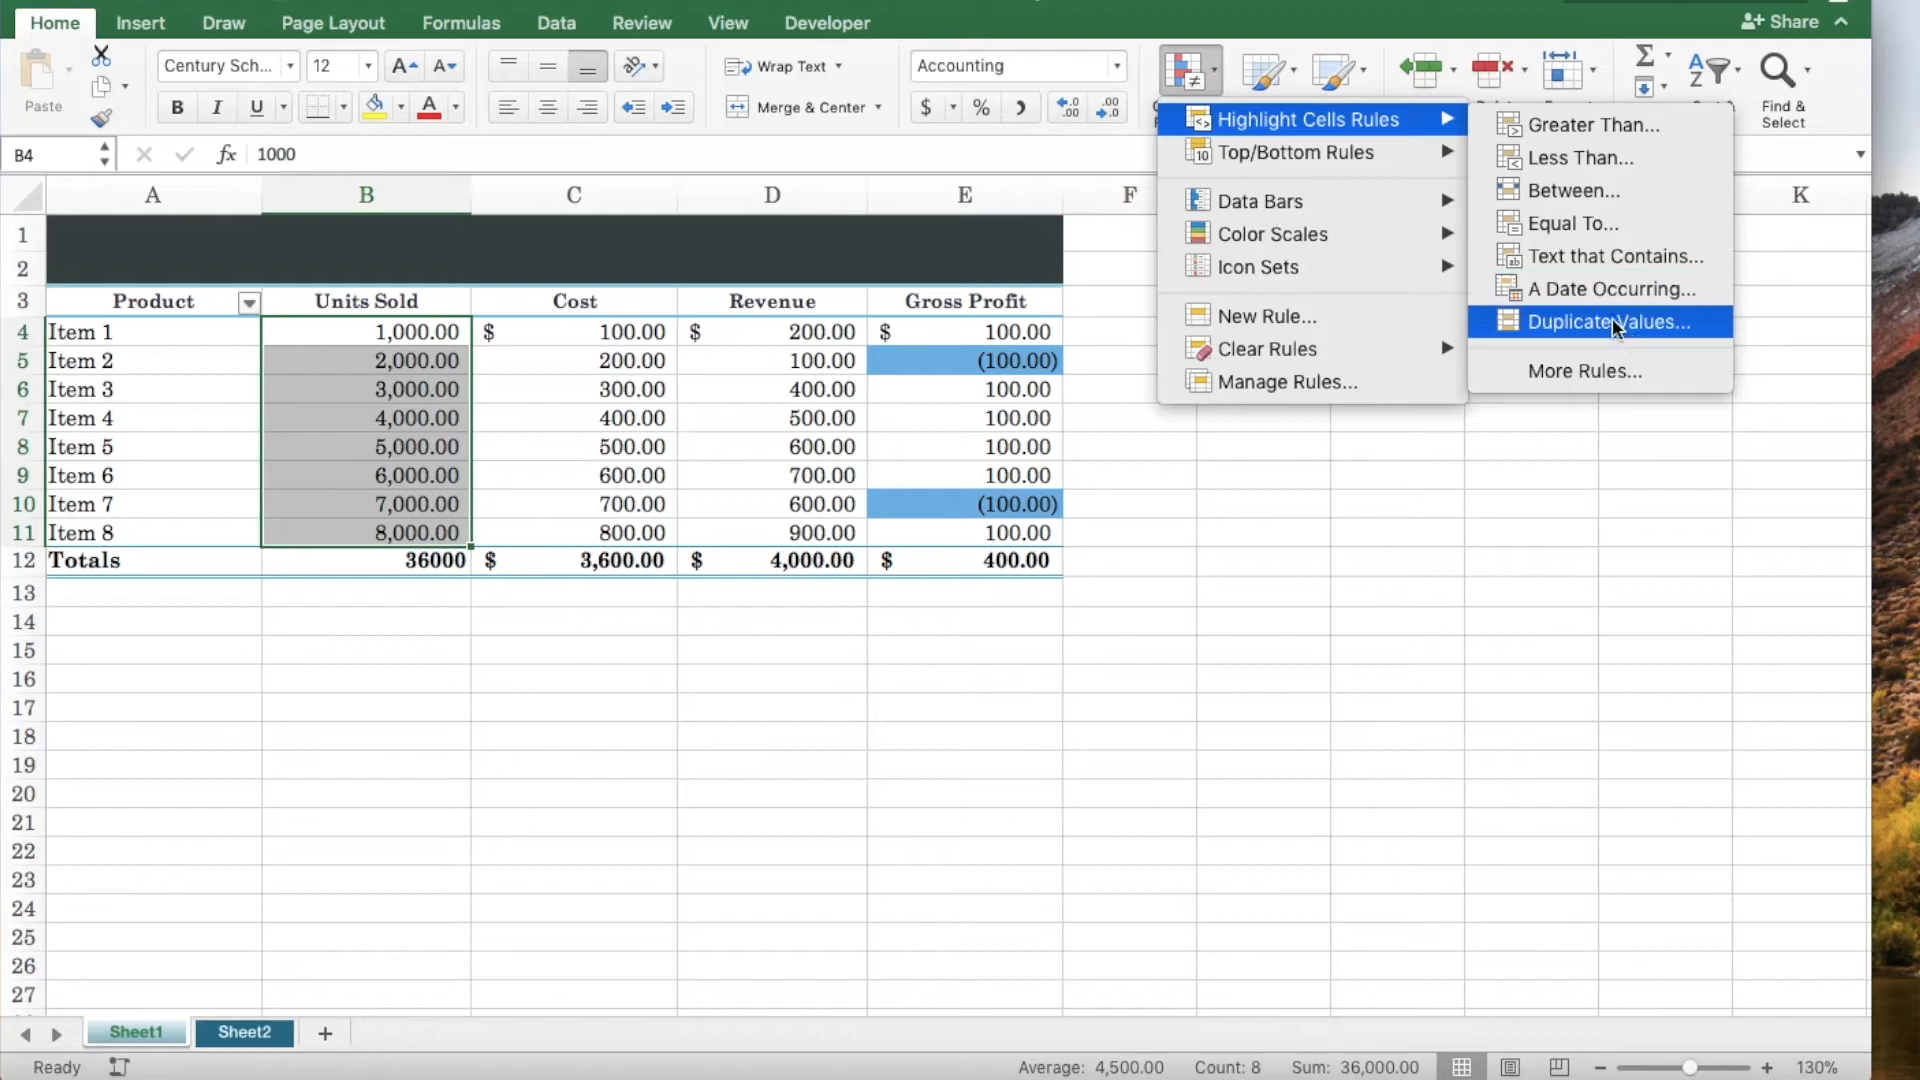 Home Insert Draw Page Layout Formulas Data Review View Developer Share
Paste
Century Sch... 12 A A
B I U A
Wrap Text
Merge & Center
Accounting
$ % )
.0 .00
.00 .0
Σ
A
Z
Find &
Select
B4 fx 1000
Highlight Cells Rules
Top/Bottom Rules
Data Bars
Color Scales
Icon Sets
New Rule...
Clear Rules
Manage Rules...
Greater Than...
Less Than...
Between...
Equal To...
Text that Contains...
A Date Occurring...
Duplicate Values...
More Rules...
A B C D E F K
1
2
3 Product Units Sold Cost Revenue Gross Profit
4 Item 1 1,000.00 $ 100.00 $ 200.00 $ 100.00
5 Item 2 2,000.00 200.00 100.00 (100.00)
6 Item 3 3,000.00 300.00 400.00 100.00
7 Item 4 4,000.00 400.00 500.00 100.00
8 Item 5 5,000.00 500.00 600.00 100.00
9 Item 6 6,000.00 600.00 700.00 100.00
10 Item 7 7,000.00 700.00 600.00 (100.00)
11 Item 8 8,000.00 800.00 900.00 100.00
12 Totals 36000 $ 3,600.00 $ 4,000.00 $ 400.00
13
14
15
16
17
18
19
20
21
22
23
24
25
26
27
Sheet1 Sheet2 +
Ready Average: 4,500.00 Count: 8 Sum: 36,000.00 130%